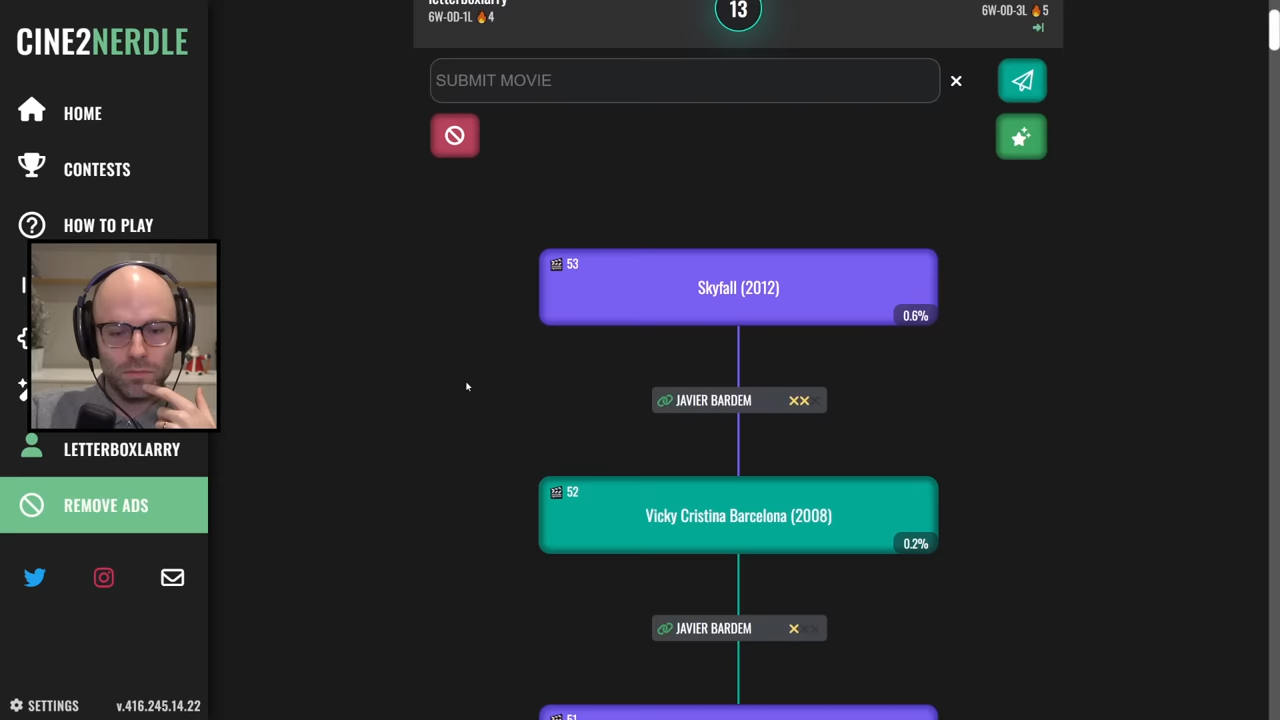 CINE2NERDLE
HOME
CONTESTS
HOW TO PLAY
LETTERBOXLARRY
REMOVE ADS
SETTINGS
v.416.245.14.22
letterboxlarry
6W-0D-1L 🔥4
13
6W-0D-3L 🔥5
SUBMIT MOVIE
53
Skyfall (2012)
0.6%
JAVIER BARDEM
52
Vicky Cristina Barcelona (2008)
0.2%
JAVIER BARDEM
51